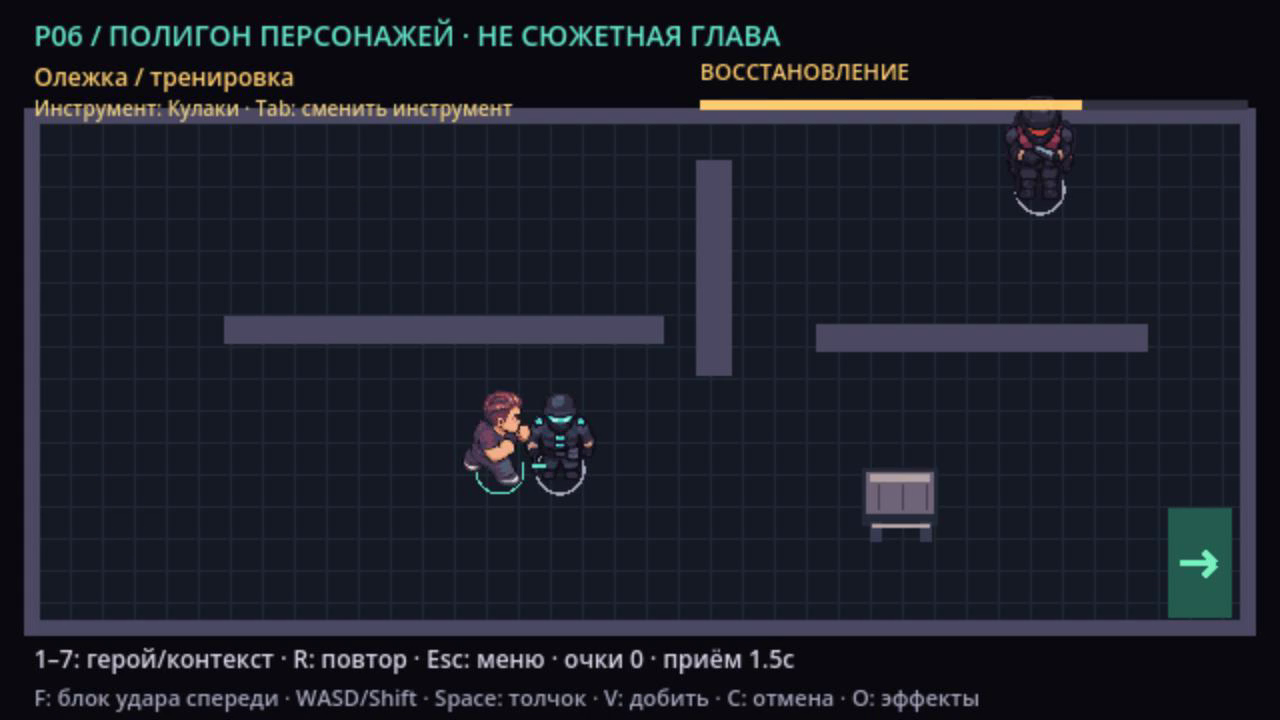 P06 / ПОЛИГОН ПЕРСОНАЖЕЙ · НЕ СЮЖЕТНАЯ ГЛАВА
Олежка / тренировка
ВОССТАНОВЛЕНИЕ
Инструмент: Кулаки · Tab: сменить инструмент
→
1–7: герой/контекст · R: повтор · Esc: меню · очки 0 · приём 1.5с
F: блок удара спереди · WASD/Shift · Space: толчок · V: добить · C: отмена · O: эффекты